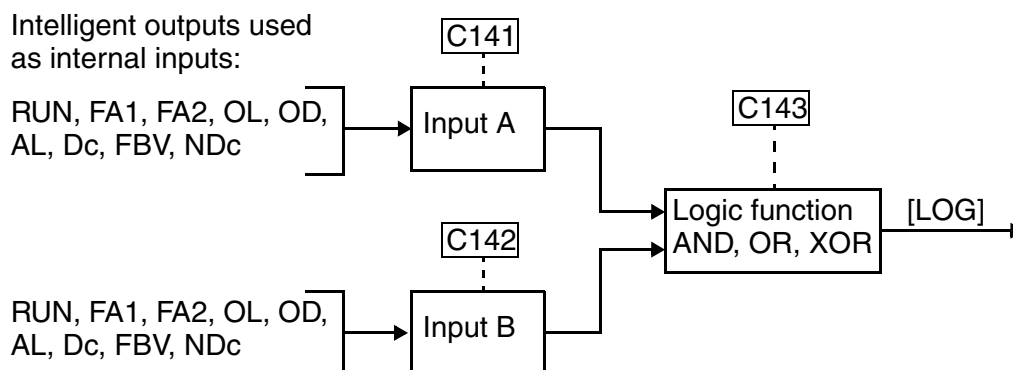 Intelligent outputs used
as internal inputs:
C141
RUN, FA1, FA2, OL, OD,
AL, Dc, FBV, NDc
Input A
C143
Logic function
AND, OR, XOR
[LOG]
C142
RUN, FA1, FA2, OL, OD,
AL, Dc, FBV, NDc
Input B